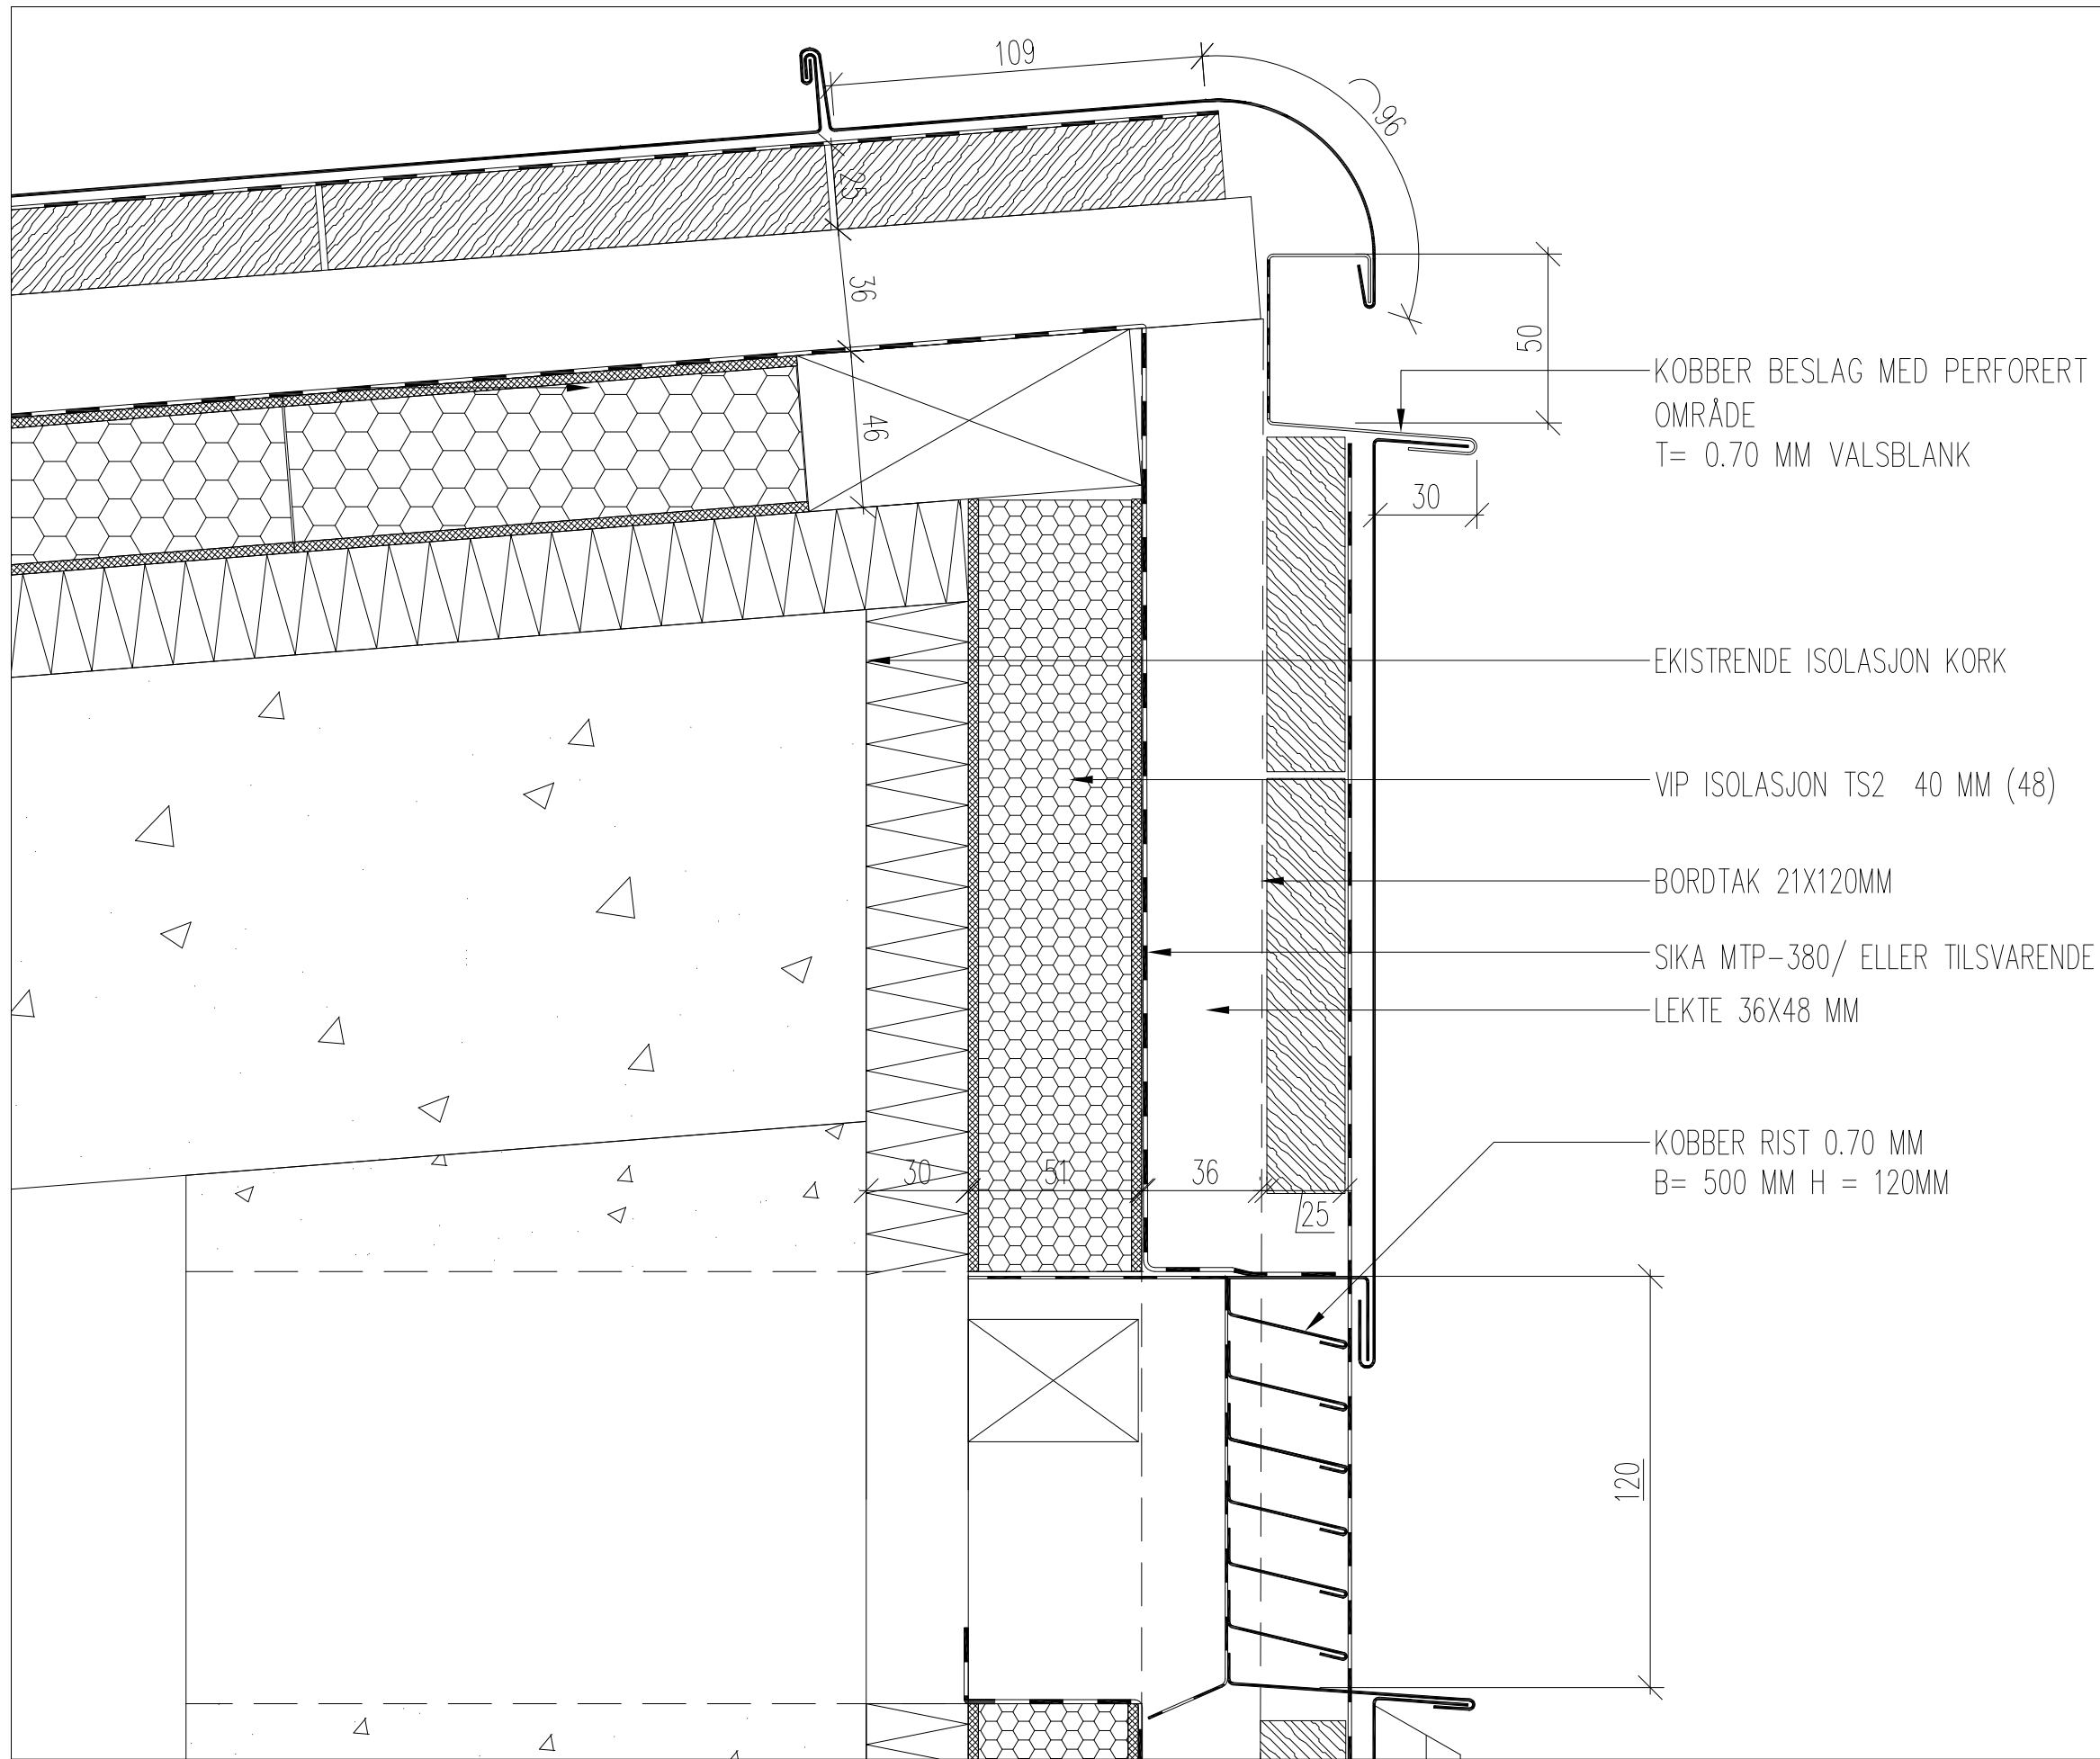 109
96
25
36
50
KOBBER BESLAG MED PERFORERT
OMRÅDE
T= 0.70 MM VALSBLANK
46
30
EKISTRENDE ISOLASJON KORK
VIP ISOLASJON TS2 40 MM (48)
BORDTAK 21X120MM
SIKA MTP-380/ ELLER TILSVARENDE
LEKTE 36X48 MM
KOBBER RIST 0.70 MM
B= 500 MM H = 120MM
30 51 36
25
120